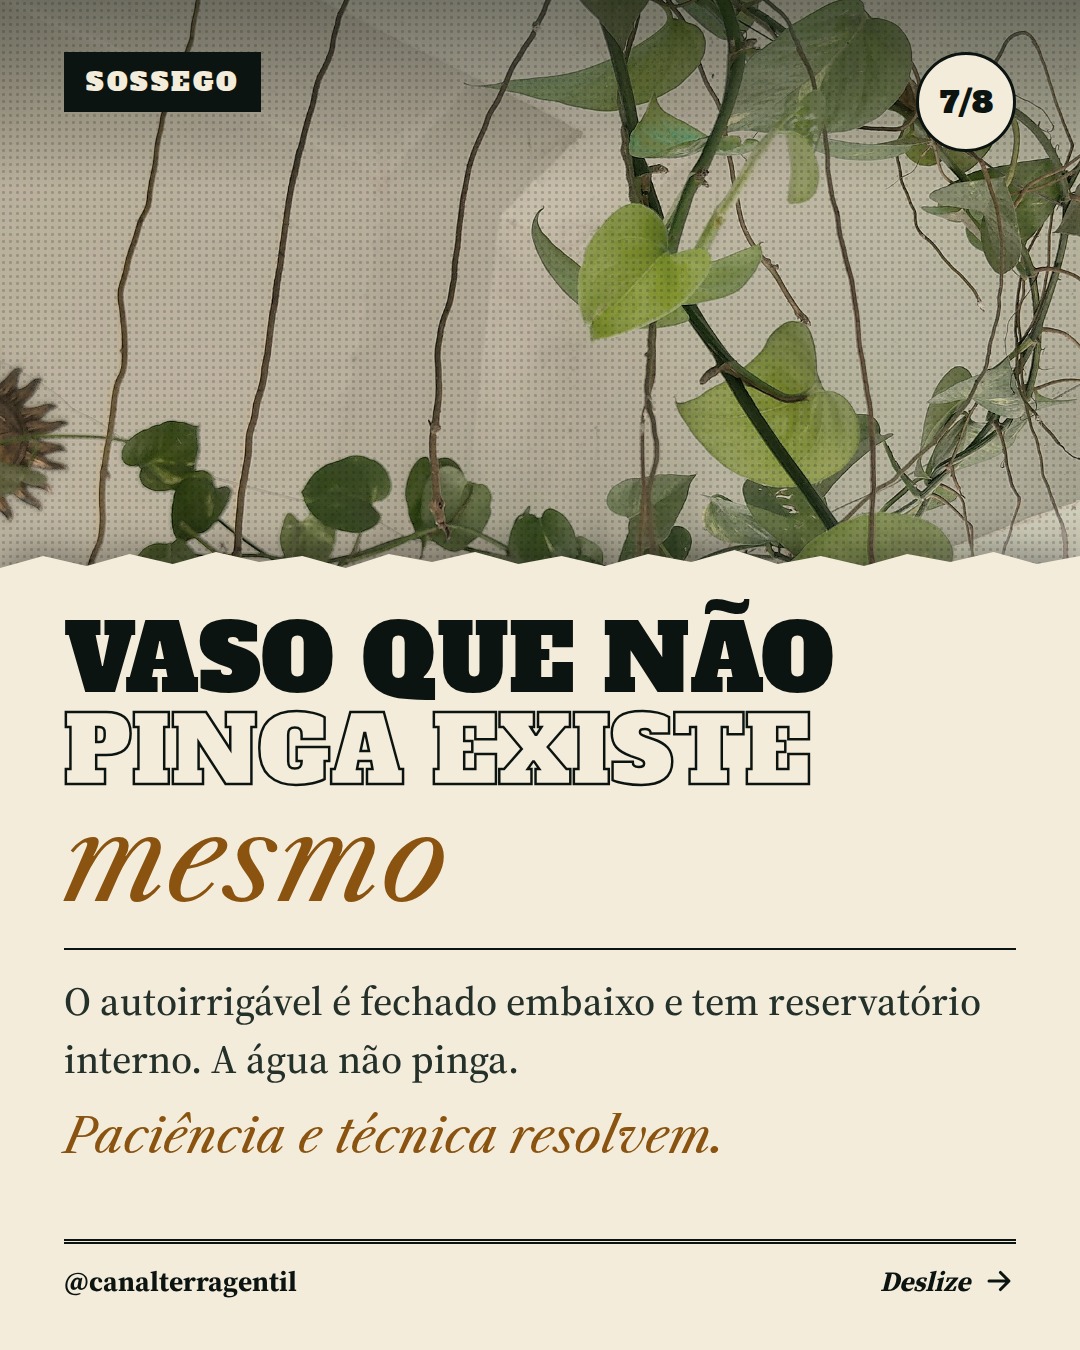 SOSSEGO
7/8
VASO QUE NÃO
PINGA EXISTE
mesmo
O autoirrigável é fechado embaixo e tem reservatório
interno. A água não pinga.
Paciência e técnica resolvem.
@canalterragentil
Deslize →